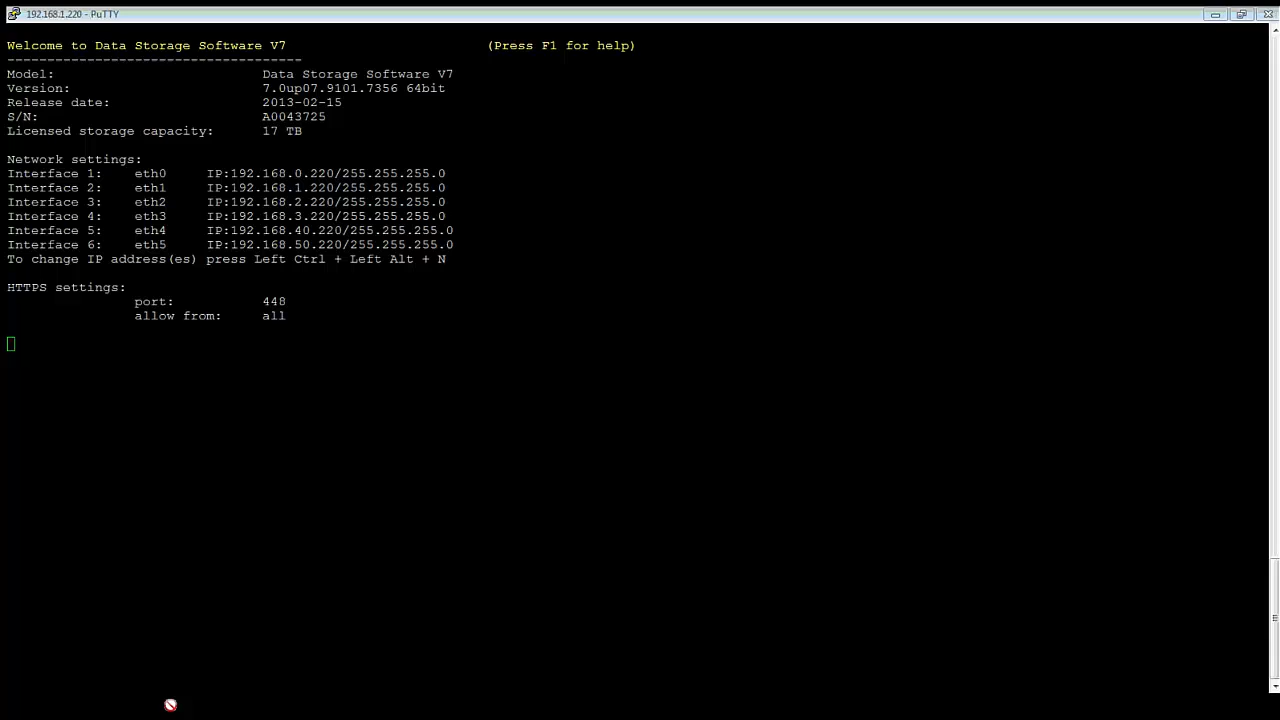 192.168.1.220 - PuTTY
Welcome to Data Storage Software V7 (Press F1 for help)
-------------------------------------
Model: Data Storage Software V7
Version: 7.0up07.9101.7356 64bit
Release date: 2013-02-15
S/N: A0043725
Licensed storage capacity: 17 TB
Network settings:
Interface 1: eth0 IP:192.168.0.220/255.255.255.0
Interface 2: eth1 IP:192.168.1.220/255.255.255.0
Interface 3: eth2 IP:192.168.2.220/255.255.255.0
Interface 4: eth3 IP:192.168.3.220/255.255.255.0
Interface 5: eth4 IP:192.168.40.220/255.255.255.0
Interface 6: eth5 IP:192.168.50.220/255.255.255.0
To change IP address(es) press Left Ctrl + Left Alt + N
HTTPS settings:
port: 448
allow from: all